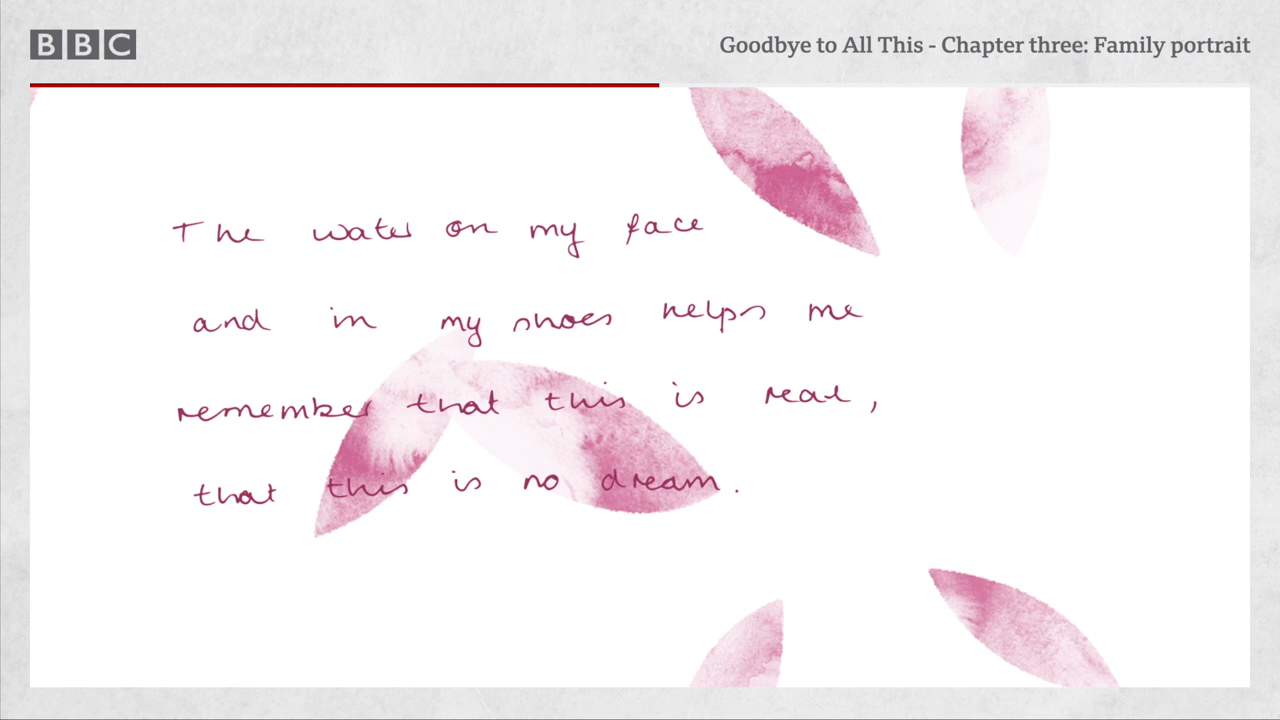 BBC
Goodbye to All This - Chapter three: Family portrait
The water on my face
and in my shoes helps me
remember that this is real,
that this is no dream.